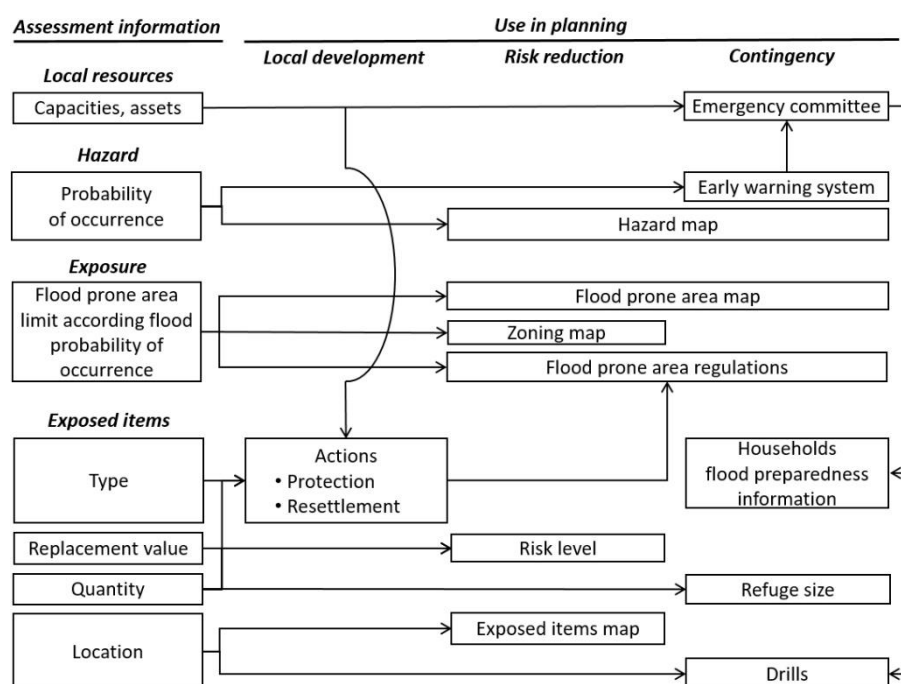 Assessment information
Use in planning
Local development
Risk reduction
Contingency
Local resources
Capacities, assets
Emergency committee
Hazard
Probability
of occurrence
Early warning system
Hazard map
Exposure
Flood prone area
limit according flood
probability of
occurrence
Flood prone area map
Zoning map
Flood prone area regulations
Exposed items
Type
Actions
• Protection
• Resettlement
Households
flood preparedness
information
Replacement value
Risk level
Quantity
Refuge size
Location
Exposed items map
Drills